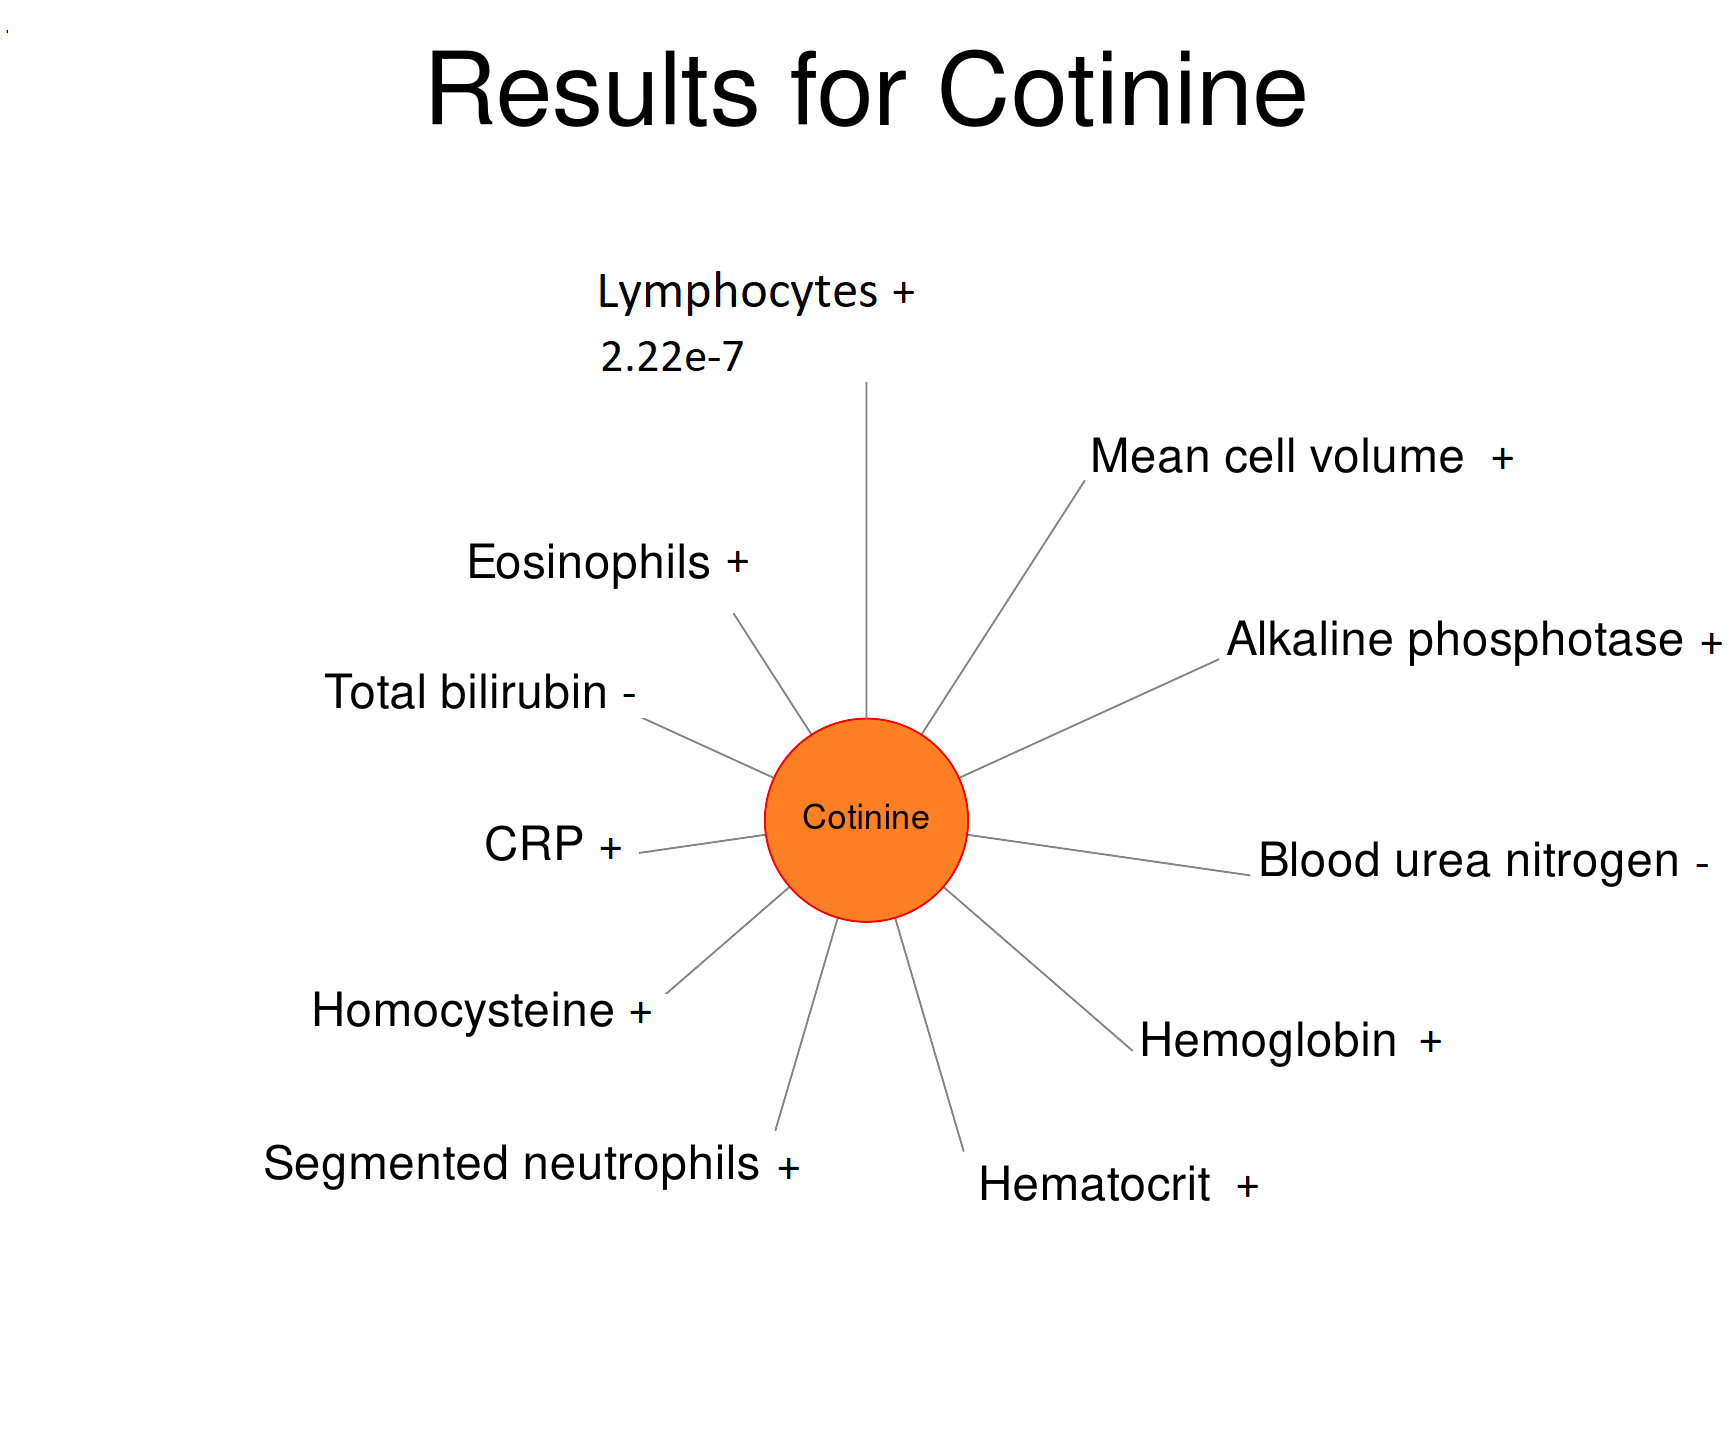 Results for Cotinine
Lymphocytes +
2.22e-7
Mean cell volume +
Eosinophils +
Alkaline phosphotase +
Total bilirubin -
Cotinine
CRP +
Blood urea nitrogen -
Homocysteine +
Hemoglobin +
Segmented neutrophils +
Hematocrit +